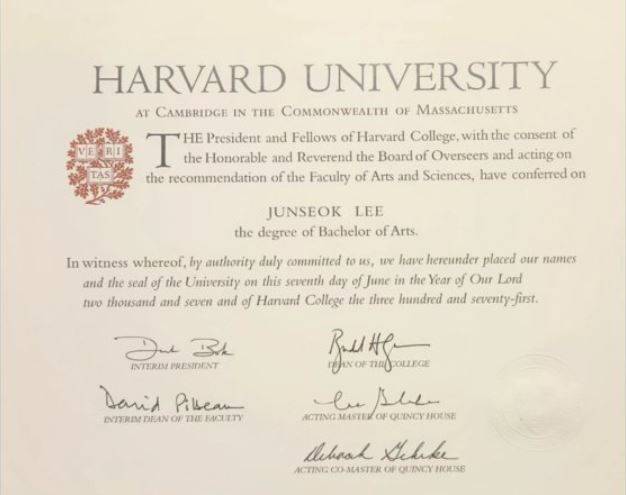 HARVARD UNIVERSITY
AT CAMBRIDGE IN THE COMMONWEALTH OF MASSACHUSETTS
VE RI
TAS
THE President and Fellows of Harvard College, with the consent of
the Honorable and Reverend the Board of Overseers and acting on
the recommendation of the Faculty of Arts and Sciences, have conferred on
JUNSEOK LEE
the degree of Bachelor of Arts.
In witness whereof, by authority duly committed to us, we have hereunder placed our names
and the seal of the University on this seventh day of June in the Year of Our Lord
two thousand and seven and of Harvard College the three hundred and seventy-first.
INTERIM PRESIDENT
DEAN OF THE COLLEGE
David Pilbeam
INTERIM DEAN OF THE FACULTY
ACTING MASTER OF QUINCY HOUSE
Deborah Gehrke
ACTING CO-MASTER OF QUINCY HOUSE